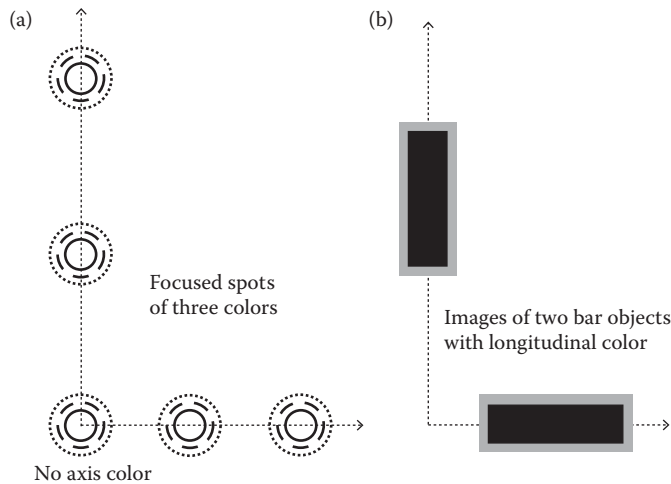 (a)
(b)
Focused spots
of three colors
Images of two bar objects
with longitudinal color
No axis color